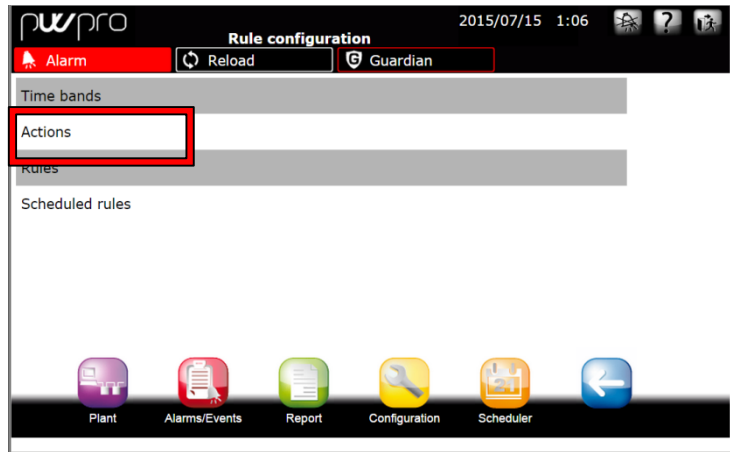 pwpro
Rule configuration
2015/07/15 1:06
?
Alarm
Reload
G Guardian
Time bands
Actions
Rules
Scheduled rules
21
Plant
Alarms/Events
Report
Configuration
Scheduler